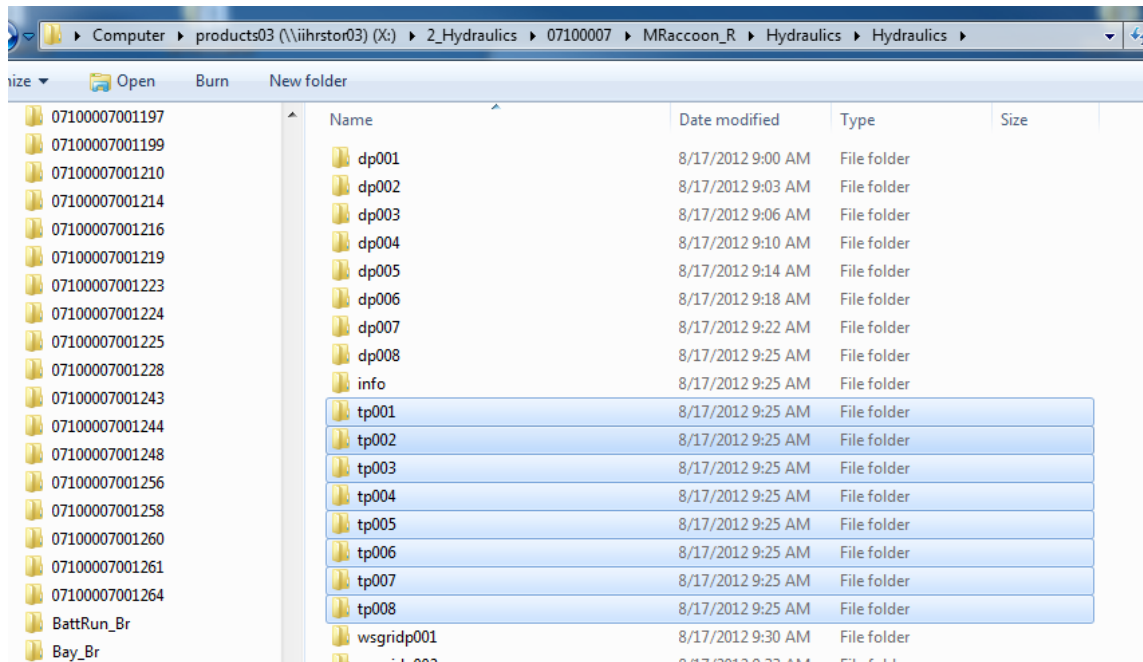 Computer ▸ products03 (\\iihrstor03) (X:) ▸ 2_Hydraulics ▸ 07100007 ▸ MRaccoon_R ▸ Hydraulics ▸ Hydraulics ▸
nize Open Burn New folder
07100007001197
07100007001199
07100007001210
07100007001214
07100007001216
07100007001219
07100007001223
07100007001224
07100007001225
07100007001228
07100007001243
07100007001244
07100007001248
07100007001256
07100007001258
07100007001260
07100007001261
07100007001264
BattRun_Br
Bay_Br
Name Date modified Type Size
dp001 8/17/2012 9:00 AM File folder
dp002 8/17/2012 9:03 AM File folder
dp003 8/17/2012 9:06 AM File folder
dp004 8/17/2012 9:10 AM File folder
dp005 8/17/2012 9:14 AM File folder
dp006 8/17/2012 9:18 AM File folder
dp007 8/17/2012 9:22 AM File folder
dp008 8/17/2012 9:25 AM File folder
info 8/17/2012 9:25 AM File folder
tp001 8/17/2012 9:25 AM File folder
tp002 8/17/2012 9:25 AM File folder
tp003 8/17/2012 9:25 AM File folder
tp004 8/17/2012 9:25 AM File folder
tp005 8/17/2012 9:25 AM File folder
tp006 8/17/2012 9:25 AM File folder
tp007 8/17/2012 9:25 AM File folder
tp008 8/17/2012 9:25 AM File folder
wsgridp001 8/17/2012 9:30 AM File folder